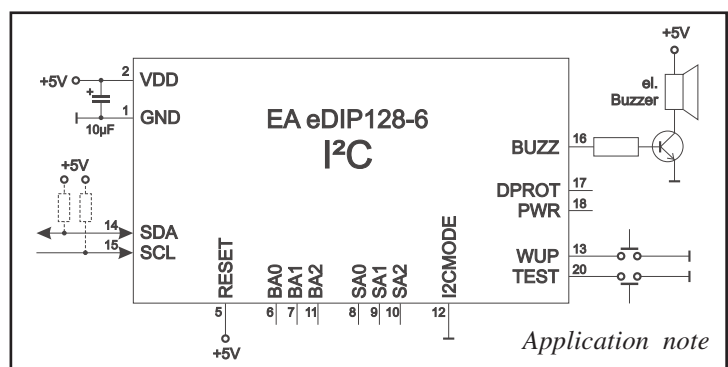 +5V
+5V 2 VDD
el.
Buzzer
1 GND
10µF
EA eDIP128-6
I²C
BUZZ 16
+5V
DPROT 17
PWR 18
14 SDA
15 SCL
WUP 13
TEST 20
RESET BA0 BA1 BA2 SA0 SA1 SA2 I2CMODE
5 6 7 11 8 9 10 12
+5V
Application note